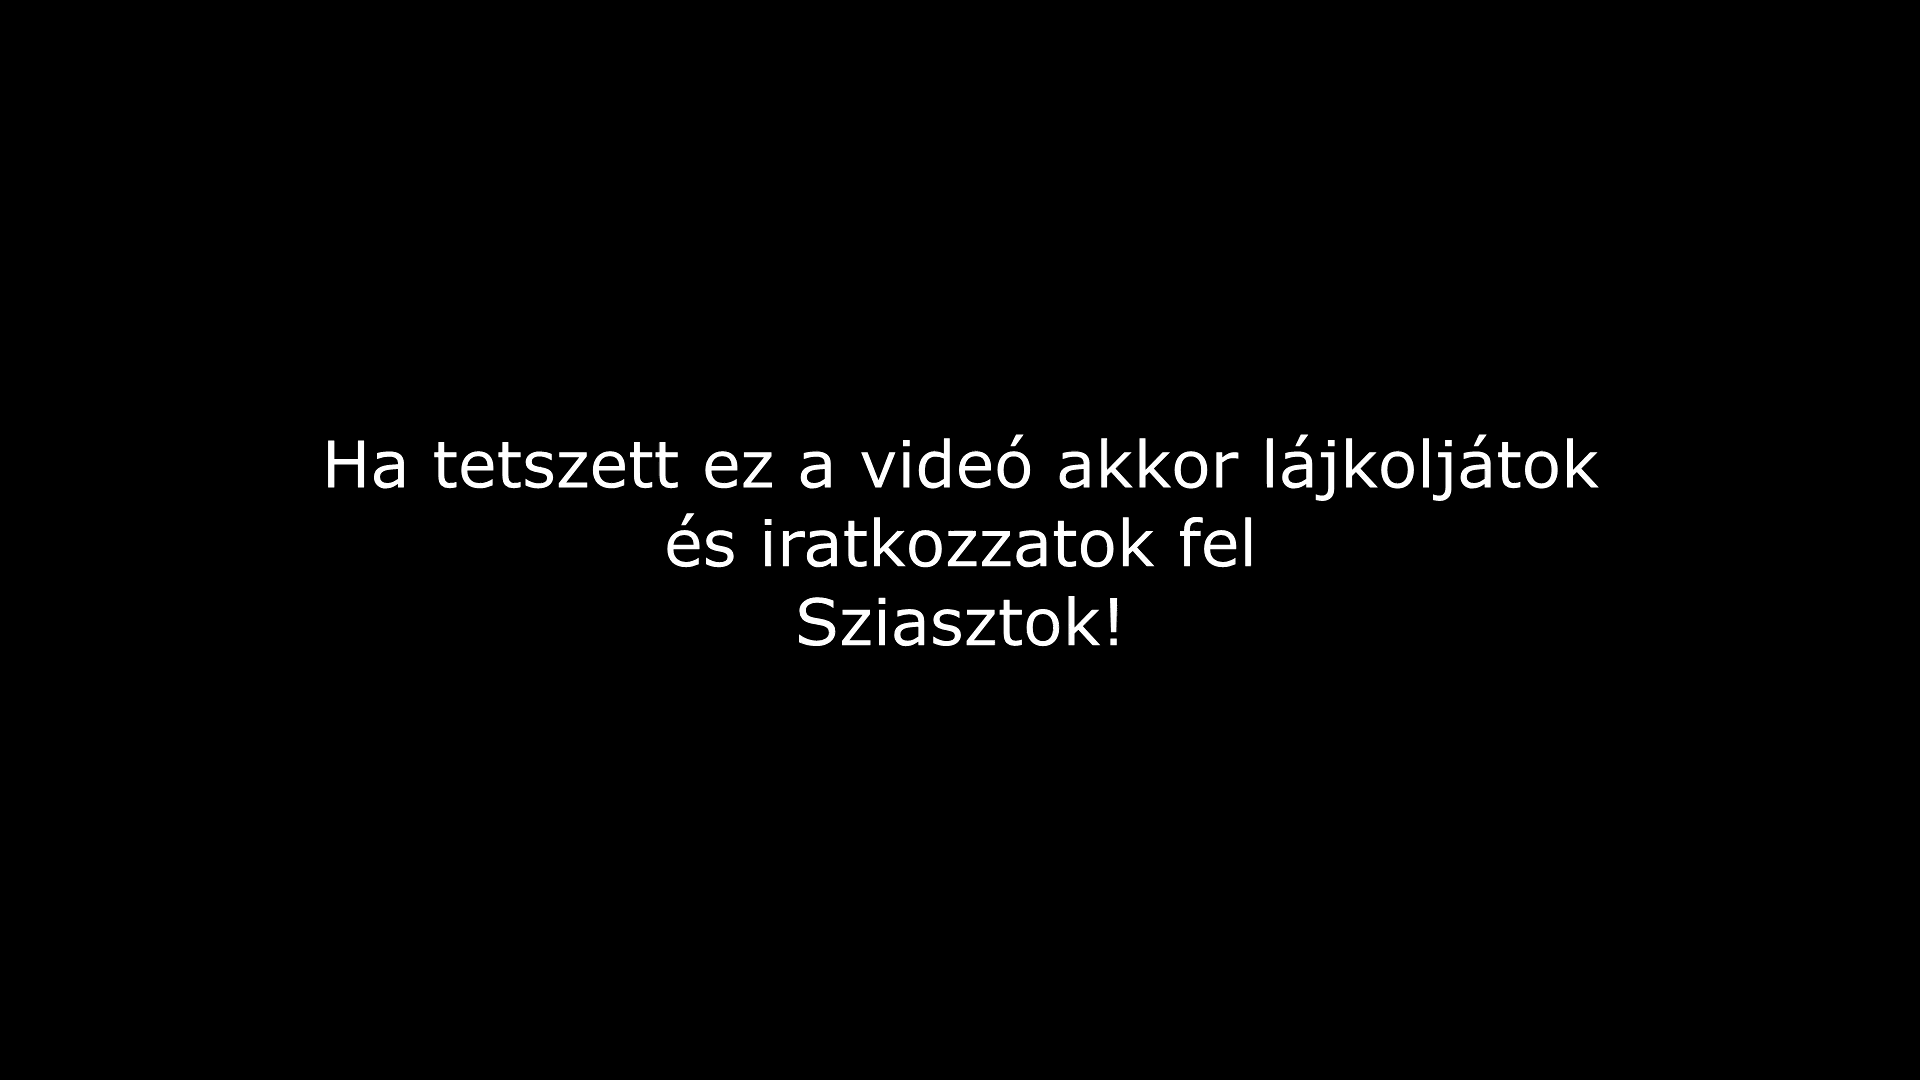 Ha tetszett ez a videó akkor lájkoljátok
és iratkozzatok fel
Sziasztok!